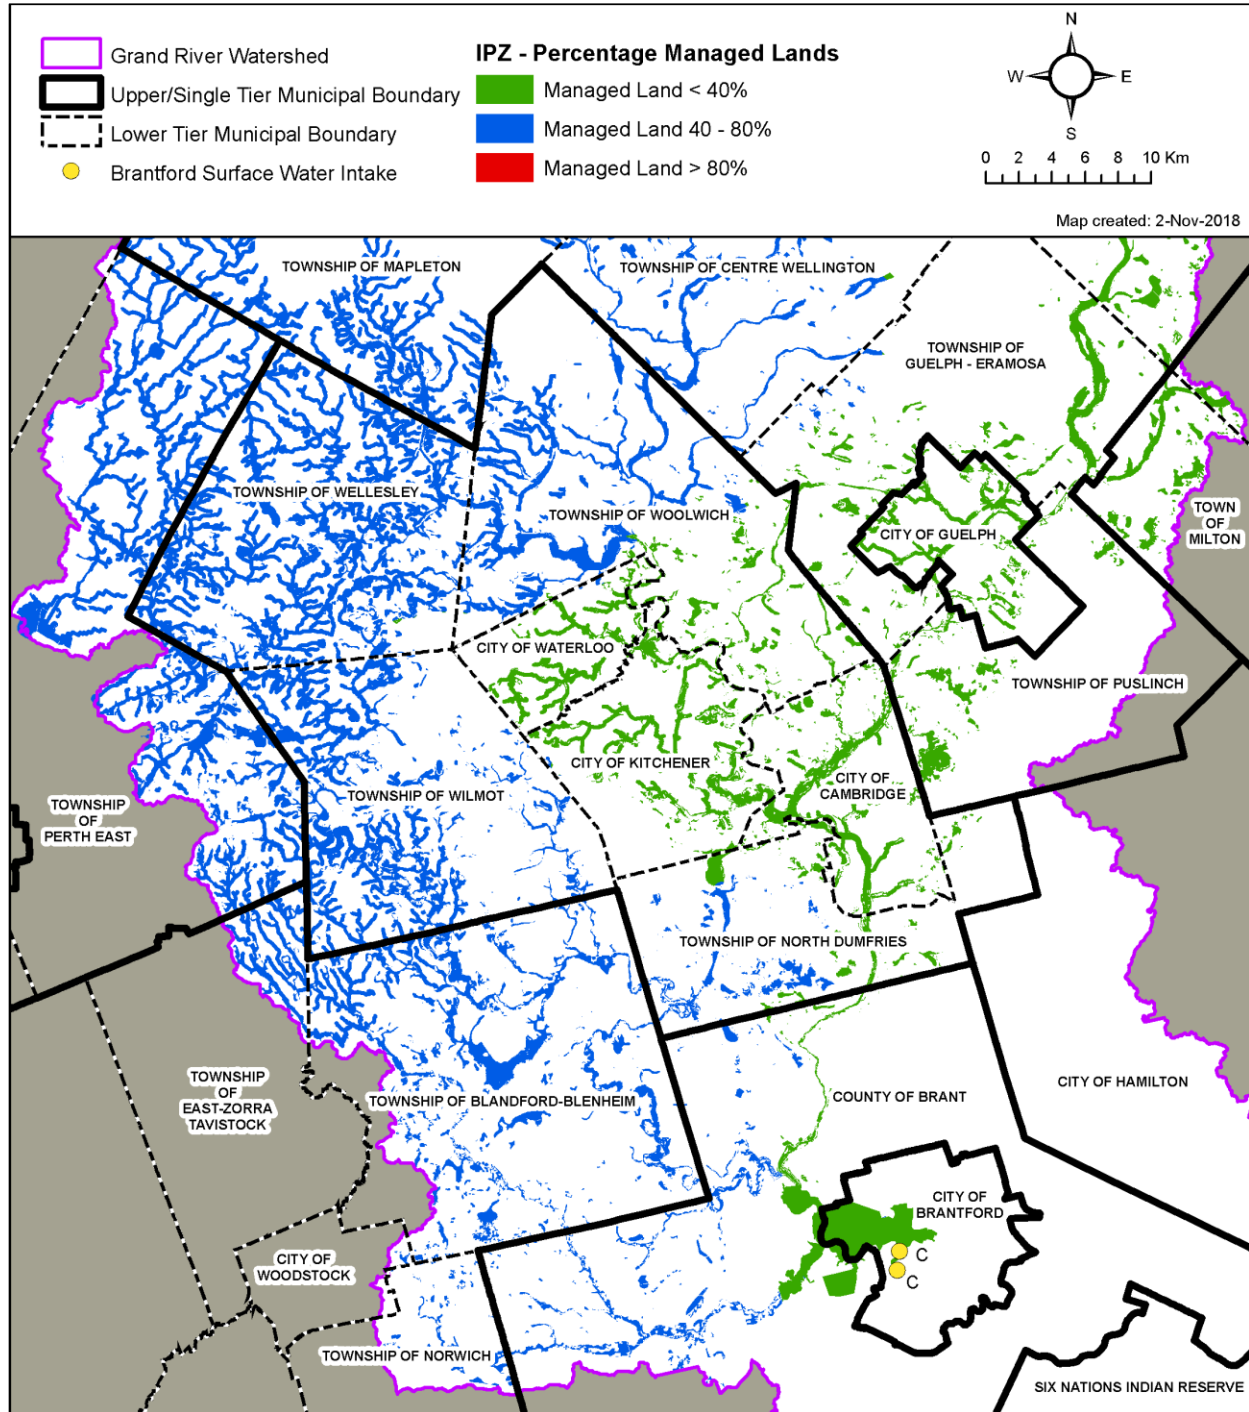 Grand River Watershed
Upper/Single Tier Municipal Boundary
Lower Tier Municipal Boundary
Brantford Surface Water Intake
IPZ - Percentage Managed Lands
Managed Land < 40%
Managed Land 40 - 80%
Managed Land > 80%
N
W
E
S
0 2 4 6 8 10 Km
Map created: 2-Nov-2018
TOWNSHIP OF MAPLETON
TOWNSHIP OF CENTRE WELLINGTON
TOWNSHIP OF
GUELPH - ERAMOSA
TOWNSHIP OF WELLESLEY
TOWNSHIP OF WOOLWICH
CITY OF GUELPH
TOWN
OF
MILTON
CITY OF WATERLOO
TOWNSHIP OF PUSLINCH
CITY OF KITCHENER
CITY OF
CAMBRIDGE
TOWNSHIP OF WILMOT
TOWNSHIP
OF
PERTH EAST
TOWNSHIP OF NORTH DUMFRIES
TOWNSHIP
OF
EAST-ZORRA
TAVISTOCK
TOWNSHIP OF BLANDFORD-BLENHEIM
COUNTY OF BRANT
CITY OF HAMILTON
CITY OF
BRANTFORD
C
C
CITY OF
WOODSTOCK
TOWNSHIP OF NORWICH
SIX NATIONS INDIAN RESERVE